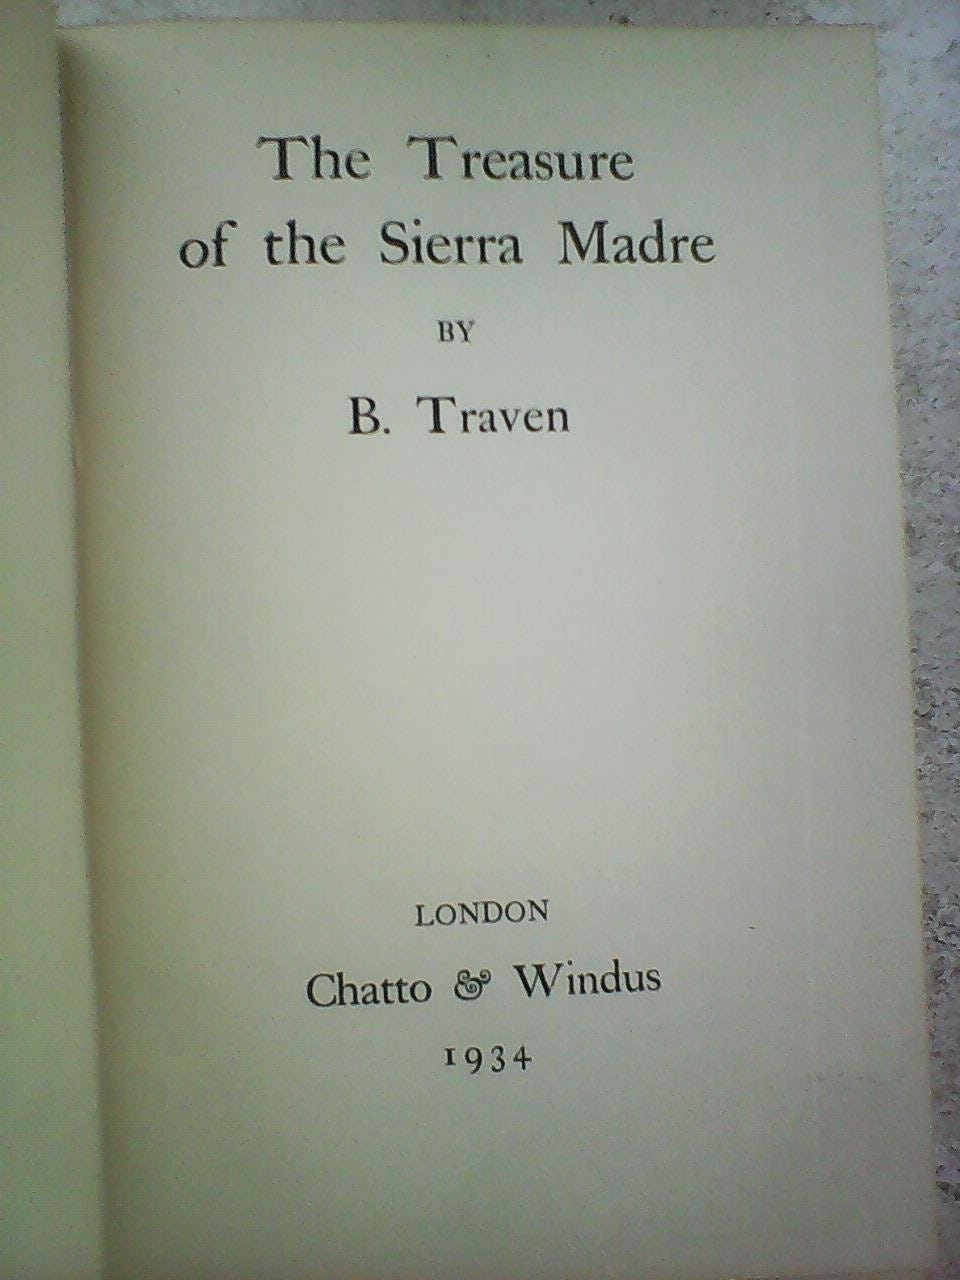 The Treasure
of the Sierra Madre
BY
B. Traven
LONDON
Chatto & Windus
1934